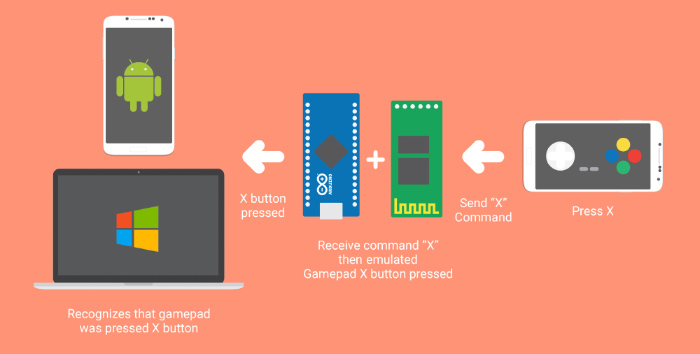 X button
pressed
Send "X"
Command
Press X
Receive command "X"
then emulated
Gamepad X button pressed
Recognizes that gamepad
was pressed X button